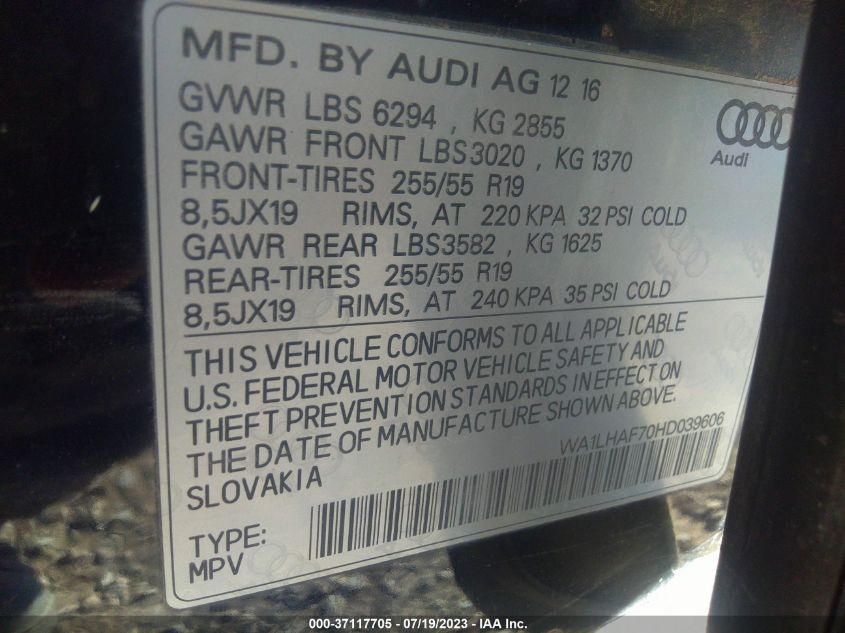 MFD. BY AUDI AG 12 16
GVWR LBS 6294 , KG 2855
GAWR FRONT LBS3020 , KG 1370
FRONT-TIRES 255/55 R19
8,5JX19 RIMS, AT 220 KPA 32 PSI COLD
GAWR REAR LBS3582 , KG 1625
REAR-TIRES 255/55 R19
8,5JX19 RIMS, AT 240 KPA 35 PSI COLD
Audi
THIS VEHICLE CONFORMS TO ALL APPLICABLE
U.S. FEDERAL MOTOR VEHICLE SAFETY AND
THEFT PREVENTION STANDARDS IN EFFECT ON
THE DATE OF MANUFACTURE SHOWN ABOVE.
SLOVAKIA
WA1LHAF70HD039606
TYPE:
MPV
000-37117705 - 07/19/2023 - IAA Inc.